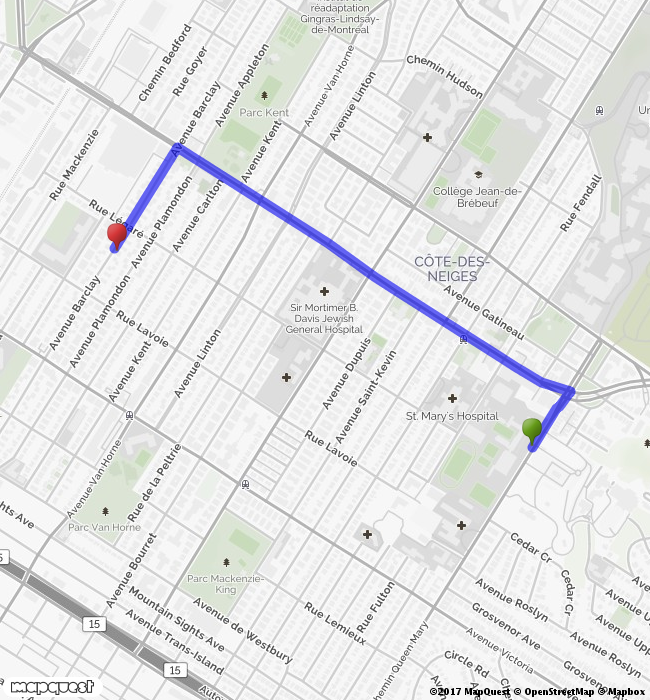 réadaptation
Gingras-Lindsay-
de-Montréal
Chemin Bedford
Rue Goyer
Avenue Appleton
Avenue-Van-Horne
Avenue Linton
Chemin Hudson
Avenue Barclay
Parc Kent
Avenue Kent
Rue Mackenzie
Collège Jean-de-
Brébeuf
Rue Fendall
Rue Légaré
Avenue Plamondon
Avenue Carlton
CÔTE-DES-
NEIGES
Avenue Gatineau
Sir Mortimer B.
Davis Jewish
General Hospital
Avenue Barclay
Avenue Plamondon
Rue Lavoie
Avenue Kent
Avenue Linton
Avenue Dupuis
Avenue Saint-Kevin
St. Mary's Hospital
Rue Lavoie
Avenue-Van-Horne
Rue de la Peltrie
Parc Van Horne
Avenue Bourret
Parc Mackenzie-
King
Cedar Cr
Cedar Cr
Mountain Sights Ave
Avenue Trans-Island
Avenue de Westbury
Rue Lemieux
Rue Fulton
Chemin Queen Mary
Avenue Roslyn
Grosvenor Ave
Avenue-Victoria
Circle Rd
Avenue Roslyn
Grosvenor
15
15
mapquest
©2017 MapQuest © OpenStreetMap © Mapbox